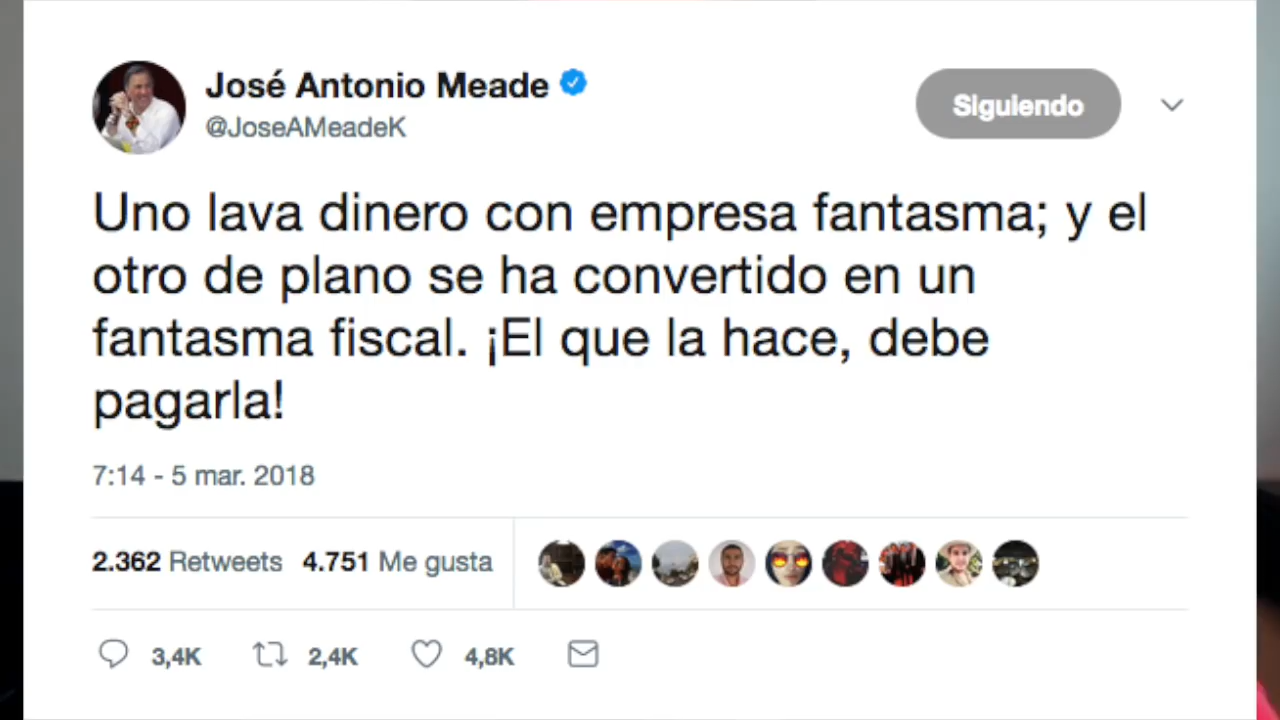 José Antonio Meade
@JoseAMeadeK
Siguiendo
Uno lava dinero con empresa fantasma; y el
otro de plano se ha convertido en un
fantasma fiscal. ¡El que la hace, debe
pagarla!
7:14 - 5 mar. 2018
2.362 Retweets 4.751 Me gusta
3,4K 2,4K 4,8K